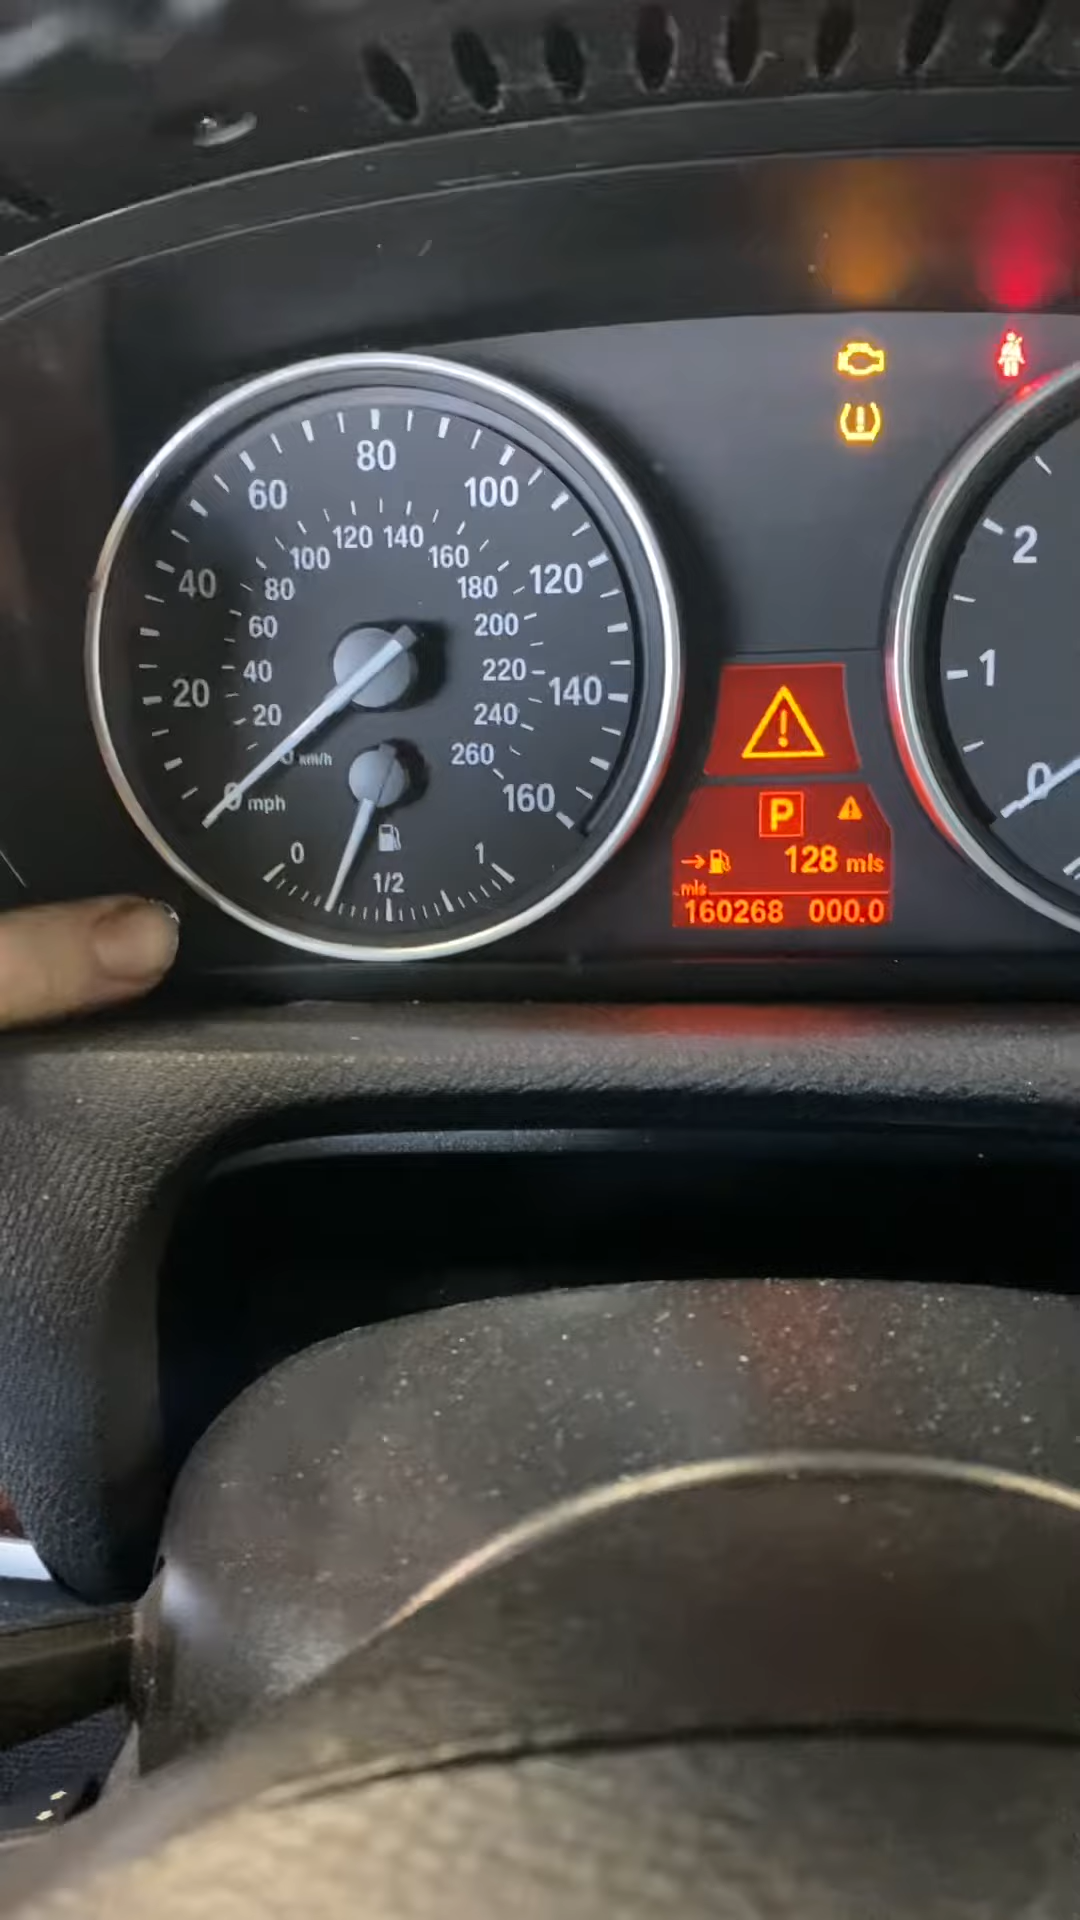 80
60 100
120 140
100 160
40 80 180 120
60 200
40 220
20 140
20 240
km/h 260
0 mph 160
0 1/2 1
2
1
0
P
128 mls
mls
160268 000.0